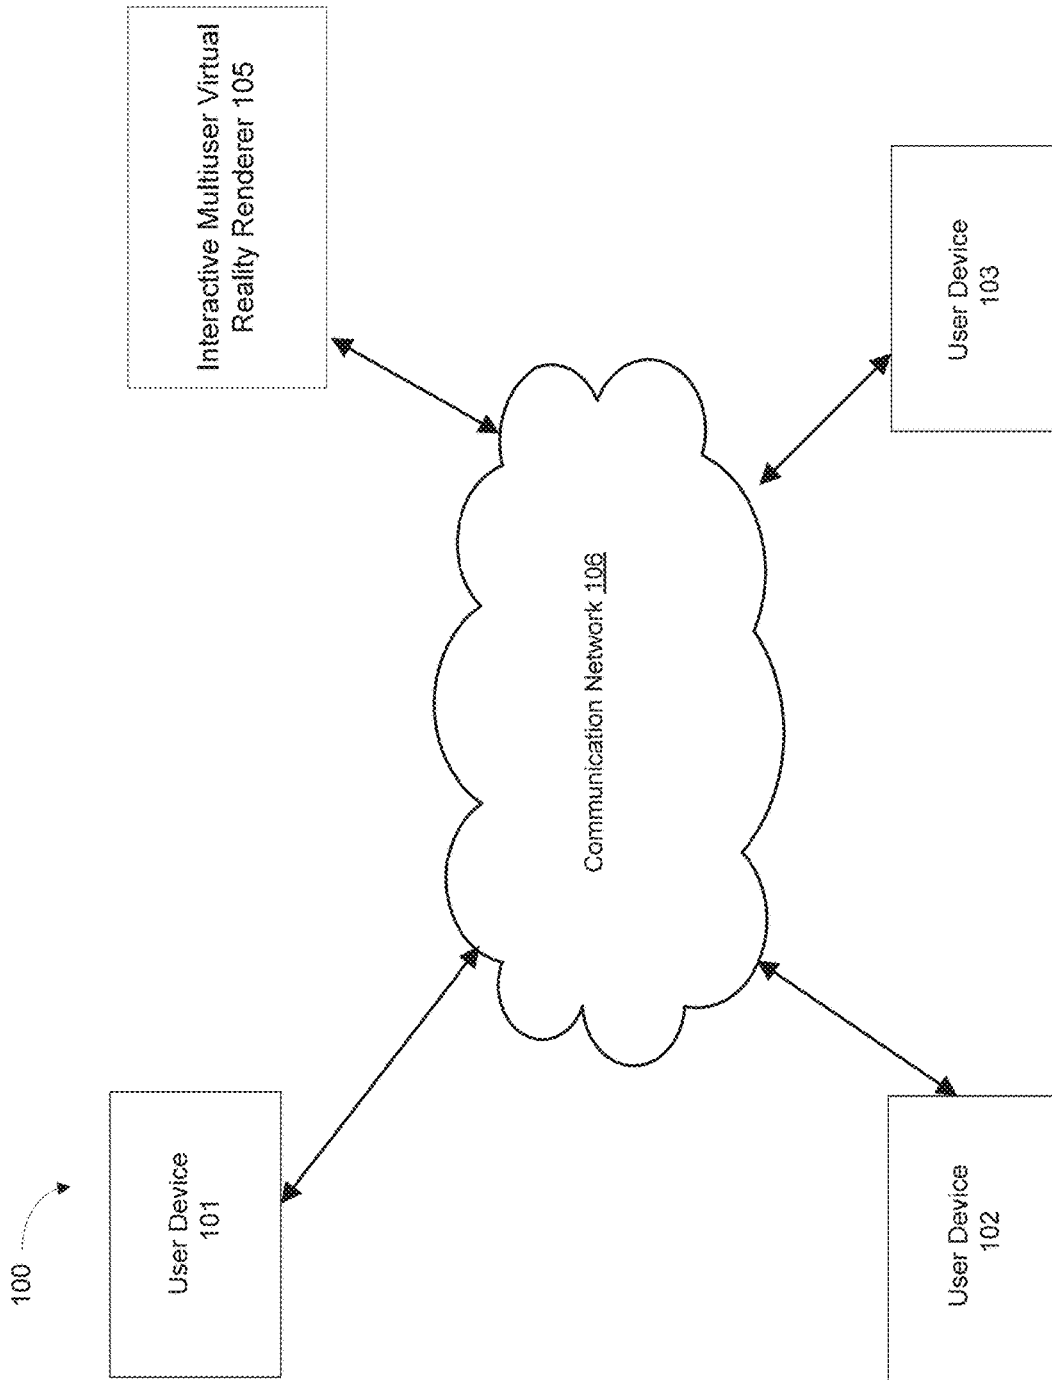 100
User Device
101
Interactive Multiuser Virtual
Reality Renderer 105
Communication Network 106
User Device
102
User Device
103